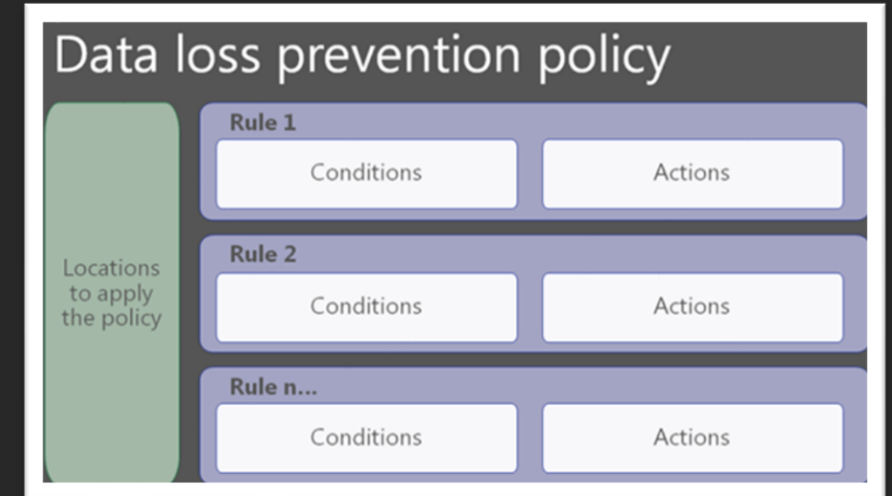 Data loss prevention policy
Locations
to apply
the policy
Rule 1
Conditions
Actions
Rule 2
Conditions
Actions
Rule n...
Conditions
Actions